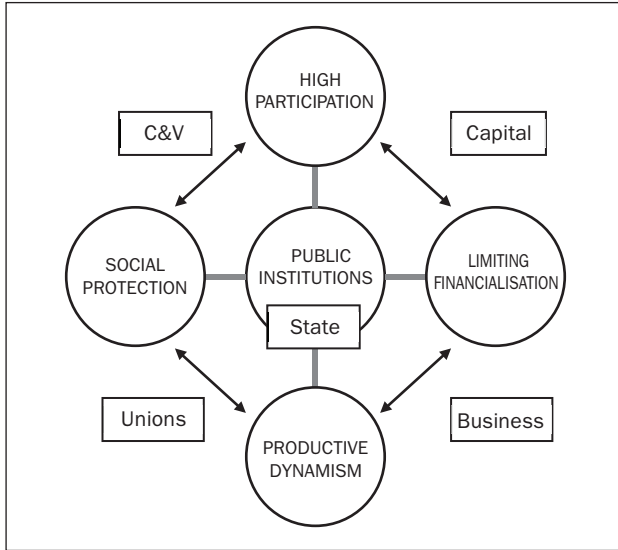 HIGH
PARTICIPATION
C&V
Capital
SOCIAL
PROTECTION
PUBLIC
INSTITUTIONS
LIMITING
FINANCIALISATION
State
Unions
Business
PRODUCTIVE
DYNAMISM